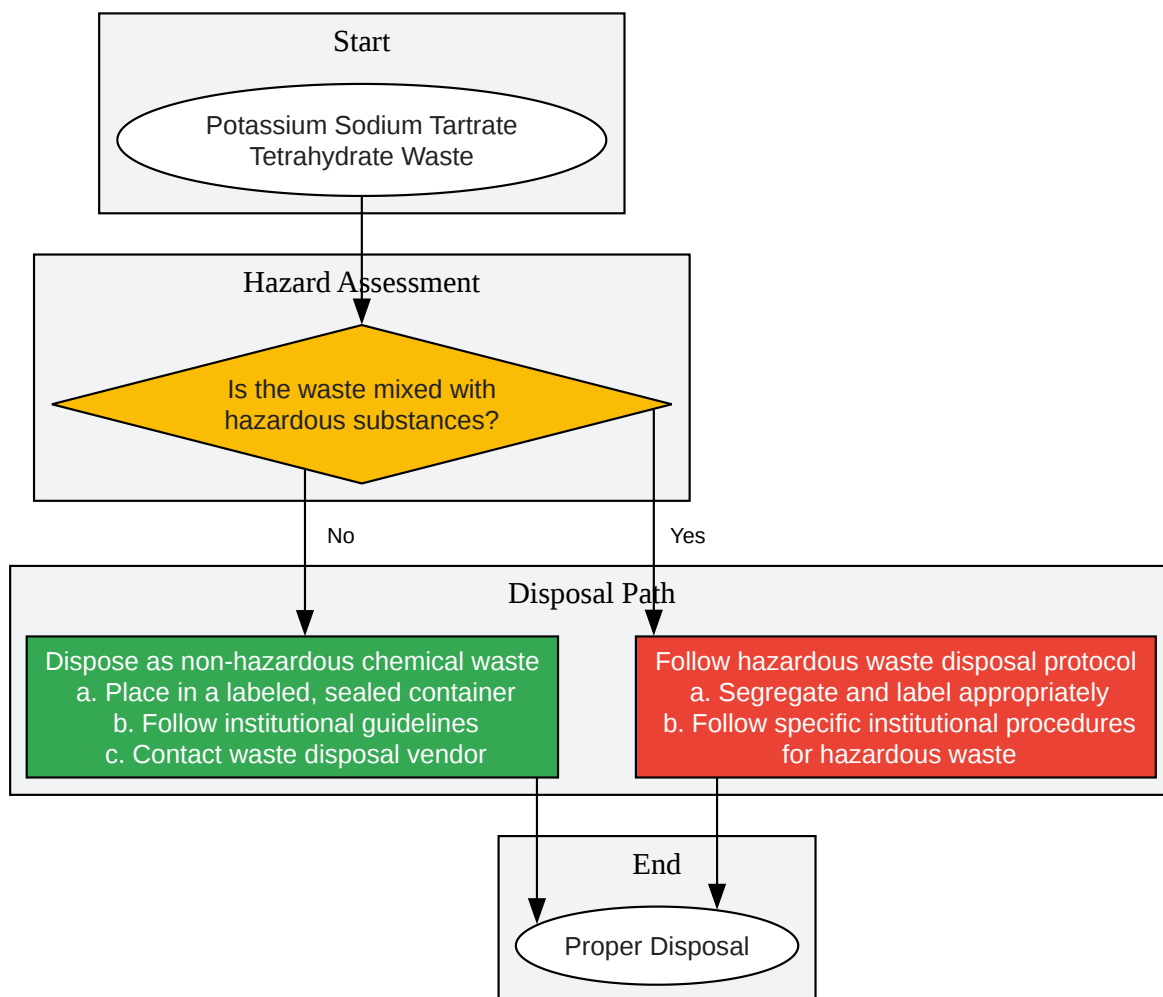 Start
Potassium Sodium Tartrate
Tetrahydrate Waste
Hazard Assessment
Is the waste mixed with
hazardous substances?
No
Yes
Disposal Path
Dispose as non-hazardous chemical waste
a. Place in a labeled, sealed container
b. Follow institutional guidelines
c. Contact waste disposal vendor
Follow hazardous waste disposal protocol
a. Segregate and label appropriately
b. Follow specific institutional procedures
for hazardous waste
End
Proper Disposal